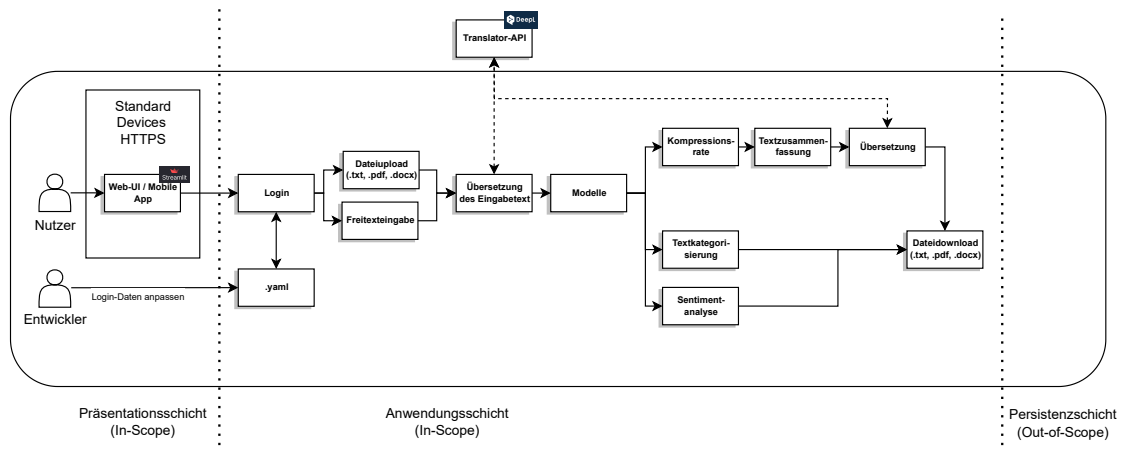 DeepL
Translator-API
Standard
Devices
HTTPS
Streamlit
Web-UI / Mobile
App
Nutzer
Login
Dateiupload
(.txt, .pdf, .docx)
Freitexteingabe
Übersetzung
des Eingabetext
Modelle
Kompressions-
rate
Textzusammen-
fassung
Übersetzung
Textkategori-
sierung
Sentiment-
analyse
Dateidownload
(.txt, .pdf, .docx)
Entwickler
Login-Daten anpassen
.yaml
Präsentationsschicht
(In-Scope)
Anwendungsschicht
(In-Scope)
Persistenzschicht
(Out-of-Scope)